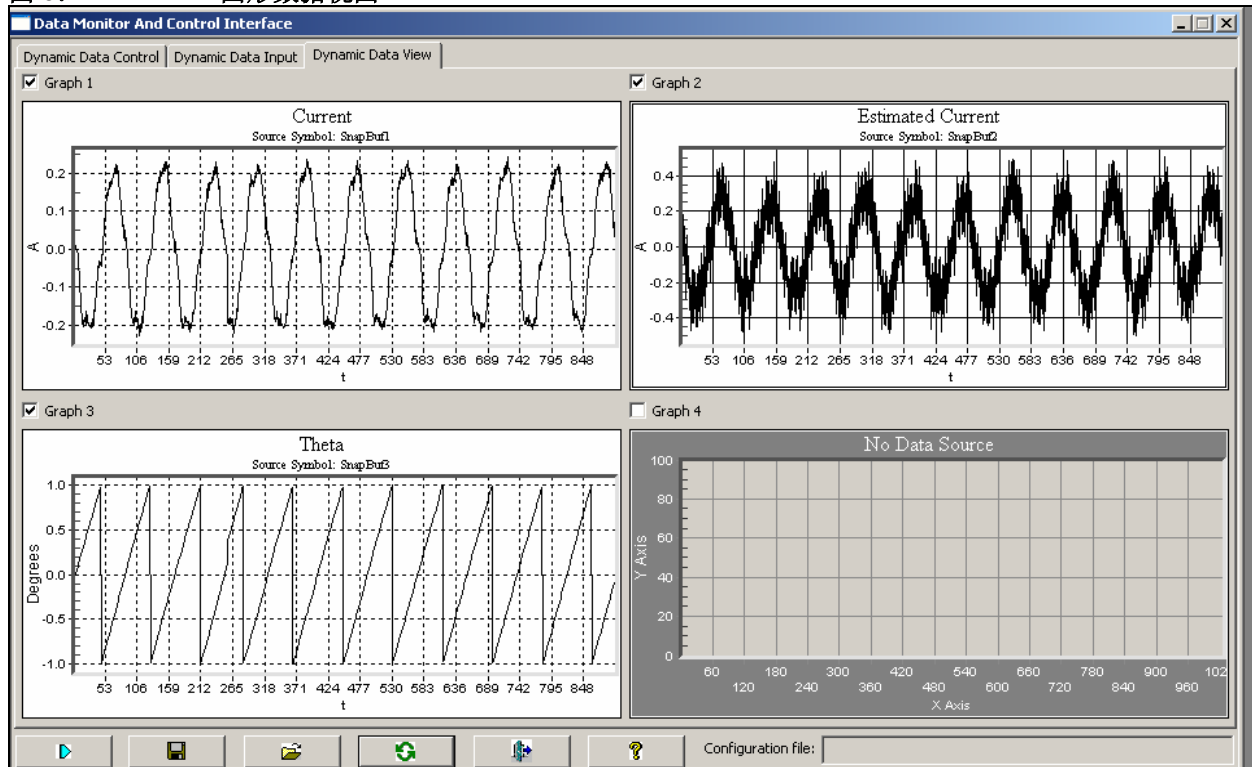 Data Monitor And Control Interface
Dynamic Data Control Dynamic Data Input Dynamic Data View
Graph 1
Current
Source Symbol: SnapBuf1
0.2
0.1
0.0
-0.1
-0.2
A
53 106 159 212 265 318 371 424 477 530 583 636 689 742 795 848
t
Graph 2
Estimated Current
Source Symbol: SnapBuf2
0.4
0.2
0.0
-0.2
-0.4
A
53 106 159 212 265 318 371 424 477 530 583 636 689 742 795 848
t
Graph 3
Theta
Source Symbol: SnapBuf3
1.0
0.5
0.0
-0.5
-1.0
Degrees
53 106 159 212 265 318 371 424 477 530 583 636 689 742 795 848
t
Graph 4
No Data Source
100
80
60
40
20
0
Y Axis
60 180 300 420 540 660 780 900 102
120 240 360 480 600 720 840 960
X Axis
Configuration file: